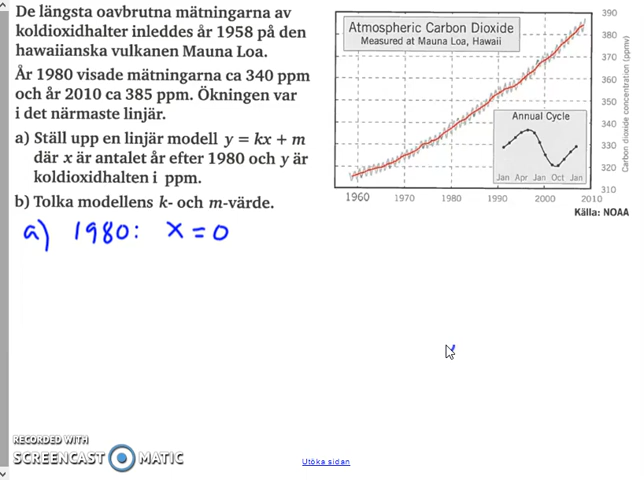 De längsta oavbrutna mätningarna av
koldioxidhalter inleddes år 1958 på den
hawaiianska vulkanen Mauna Loa.
År 1980 visade mätningarna ca 340 ppm
och år 2010 ca 385 ppm. Ökningen var
i det närmaste linjär.
a) Ställ upp en linjär modell y = kx + m
där x är antalet år efter 1980 och y är
koldioxidhalten i ppm.
b) Tolka modellens k- och m-värde.
Atmospheric Carbon Dioxide
Measured at Mauna Loa, Hawaii
390
380
370
360
350
340
330
320
310
Carbon dioxide concentration (ppmv)
Annual Cycle
Jan Apr Jan Oct Jan
1960 1970 1980 1990 2000 2010
Källa: NOAA
a) 1980: x = 0
RECORDED WITH
SCREENCAST MATIC
Utöka sidan